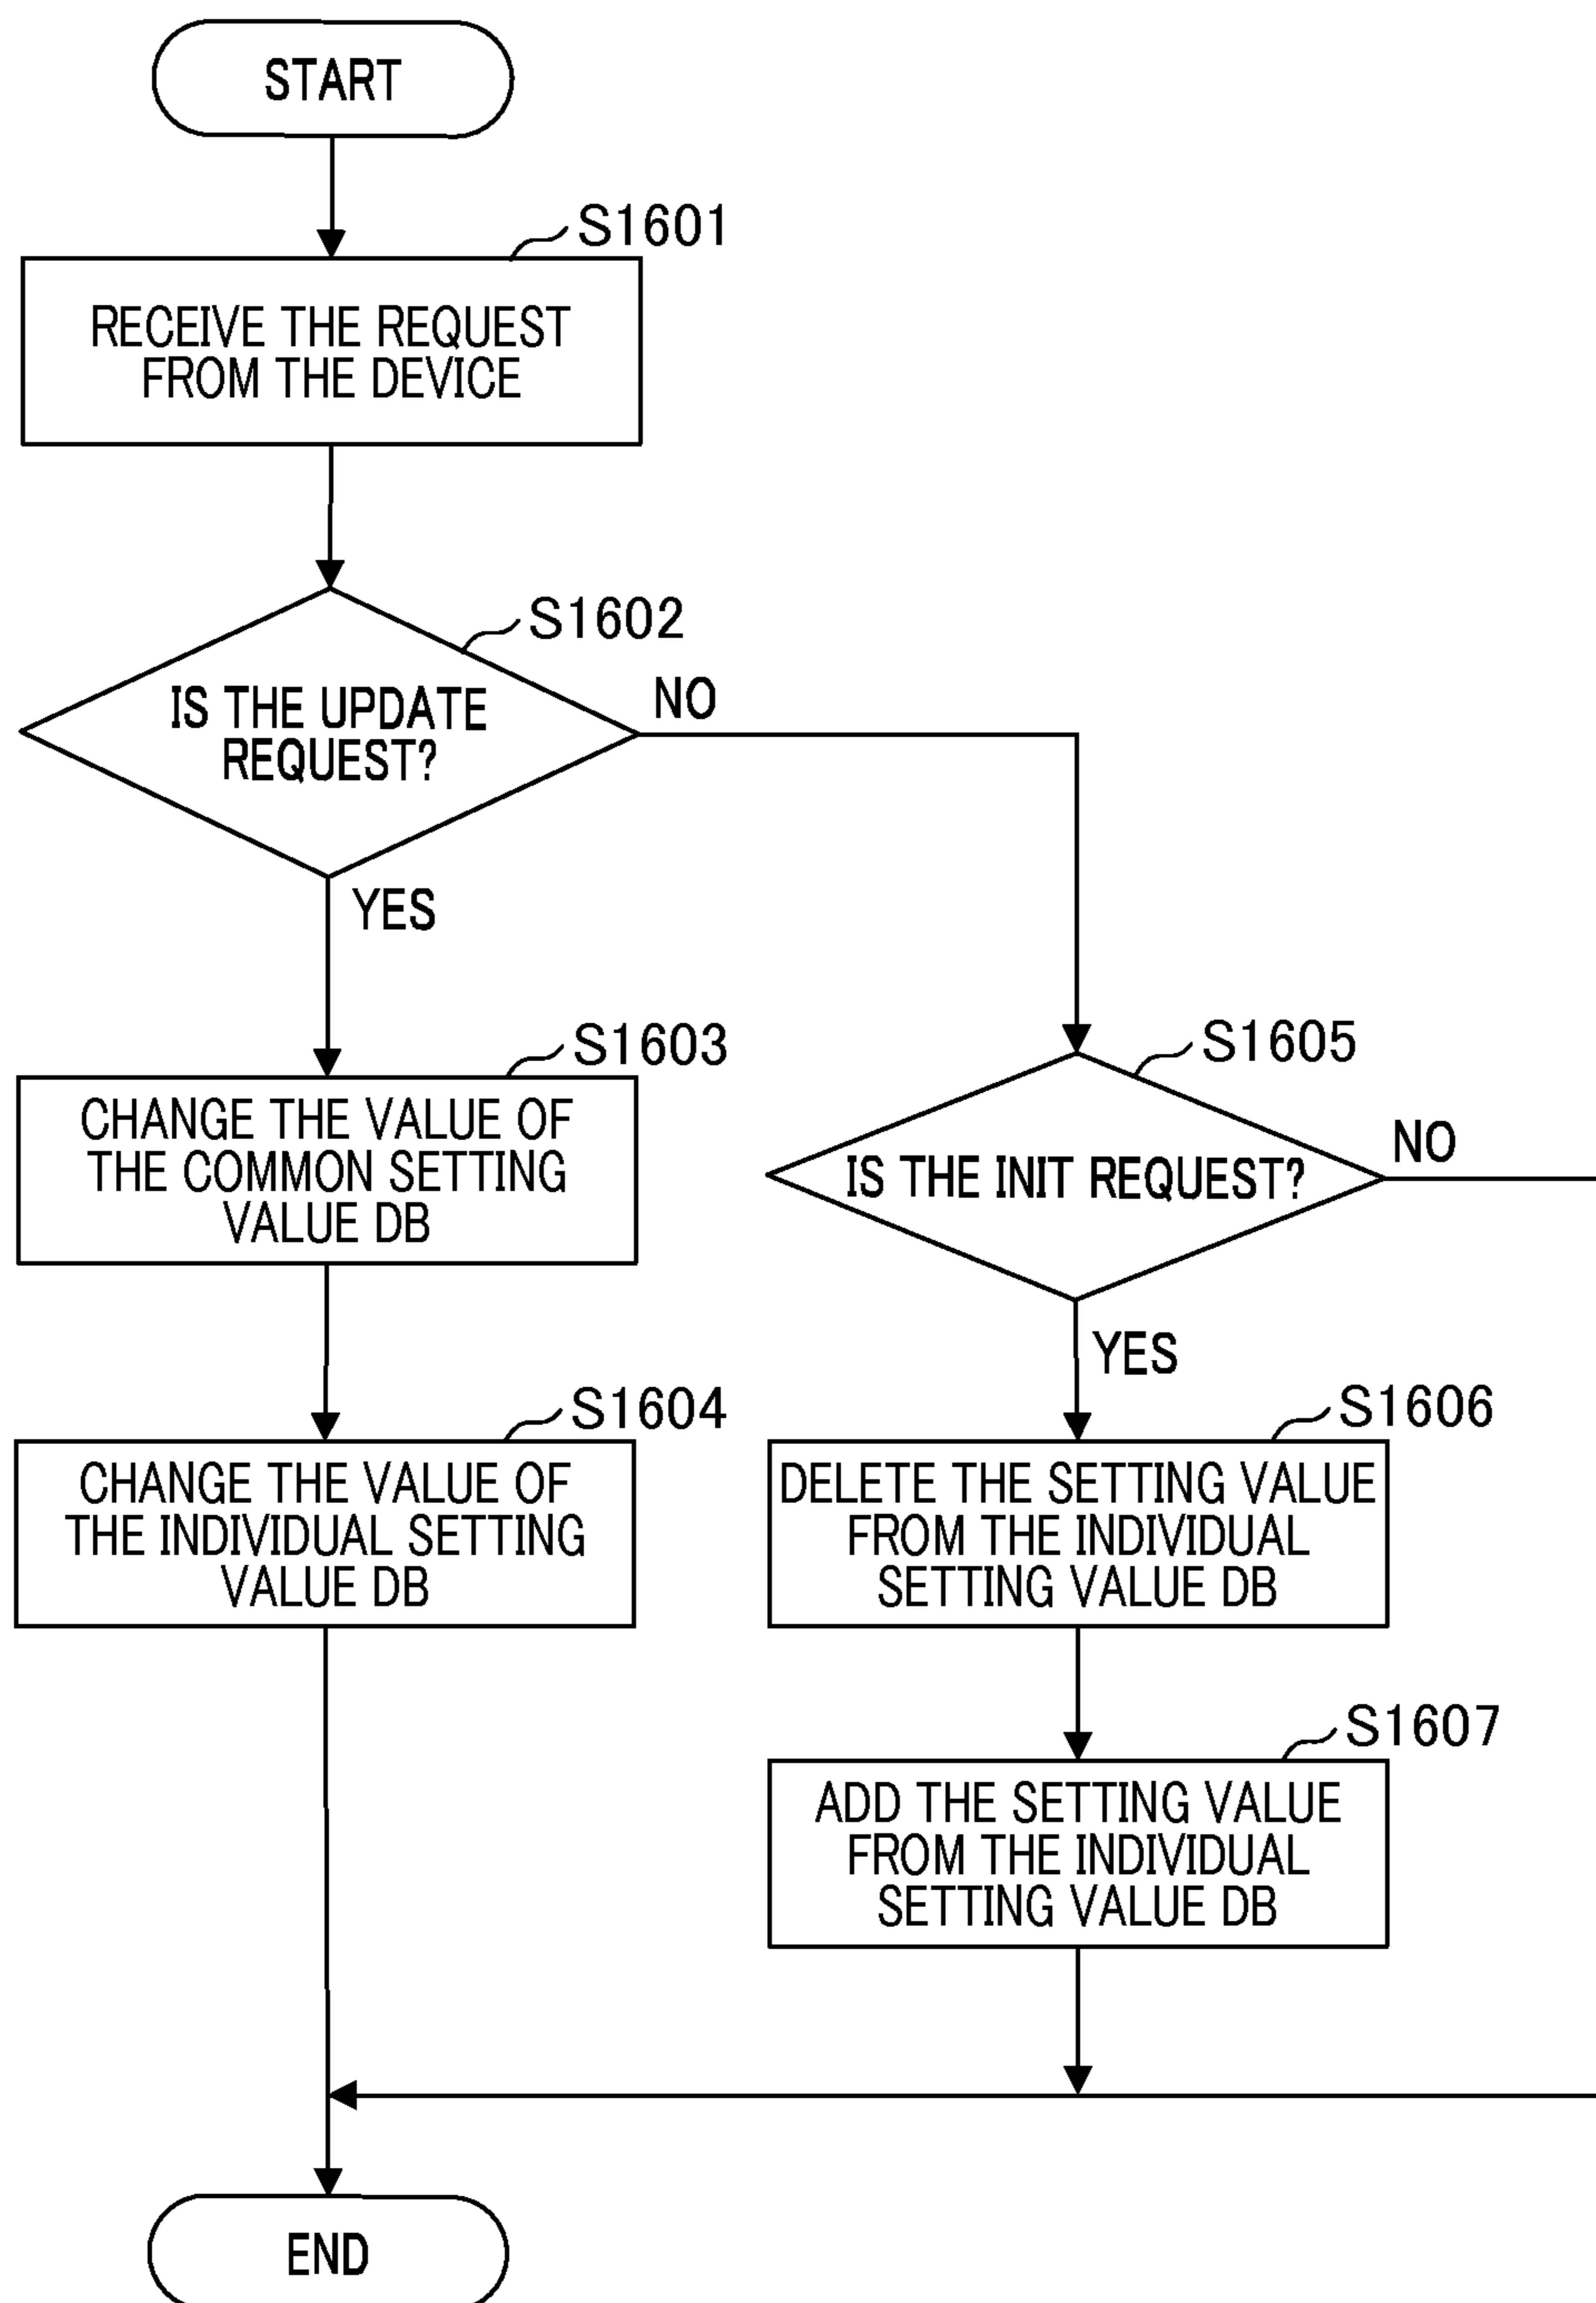 START
S1601
RECEIVE THE REQUEST
FROM THE DEVICE
S1602
IS THE UPDATE
REQUEST?
NO
YES
S1603
CHANGE THE VALUE OF
THE COMMON SETTING
VALUE DB
S1604
CHANGE THE VALUE OF
THE INDIVIDUAL SETTING
VALUE DB
S1605
IS THE INIT REQUEST?
NO
YES
S1606
DELETE THE SETTING VALUE
FROM THE INDIVIDUAL
SETTING VALUE DB
S1607
ADD THE SETTING VALUE
FROM THE INDIVIDUAL
SETTING VALUE DB
END